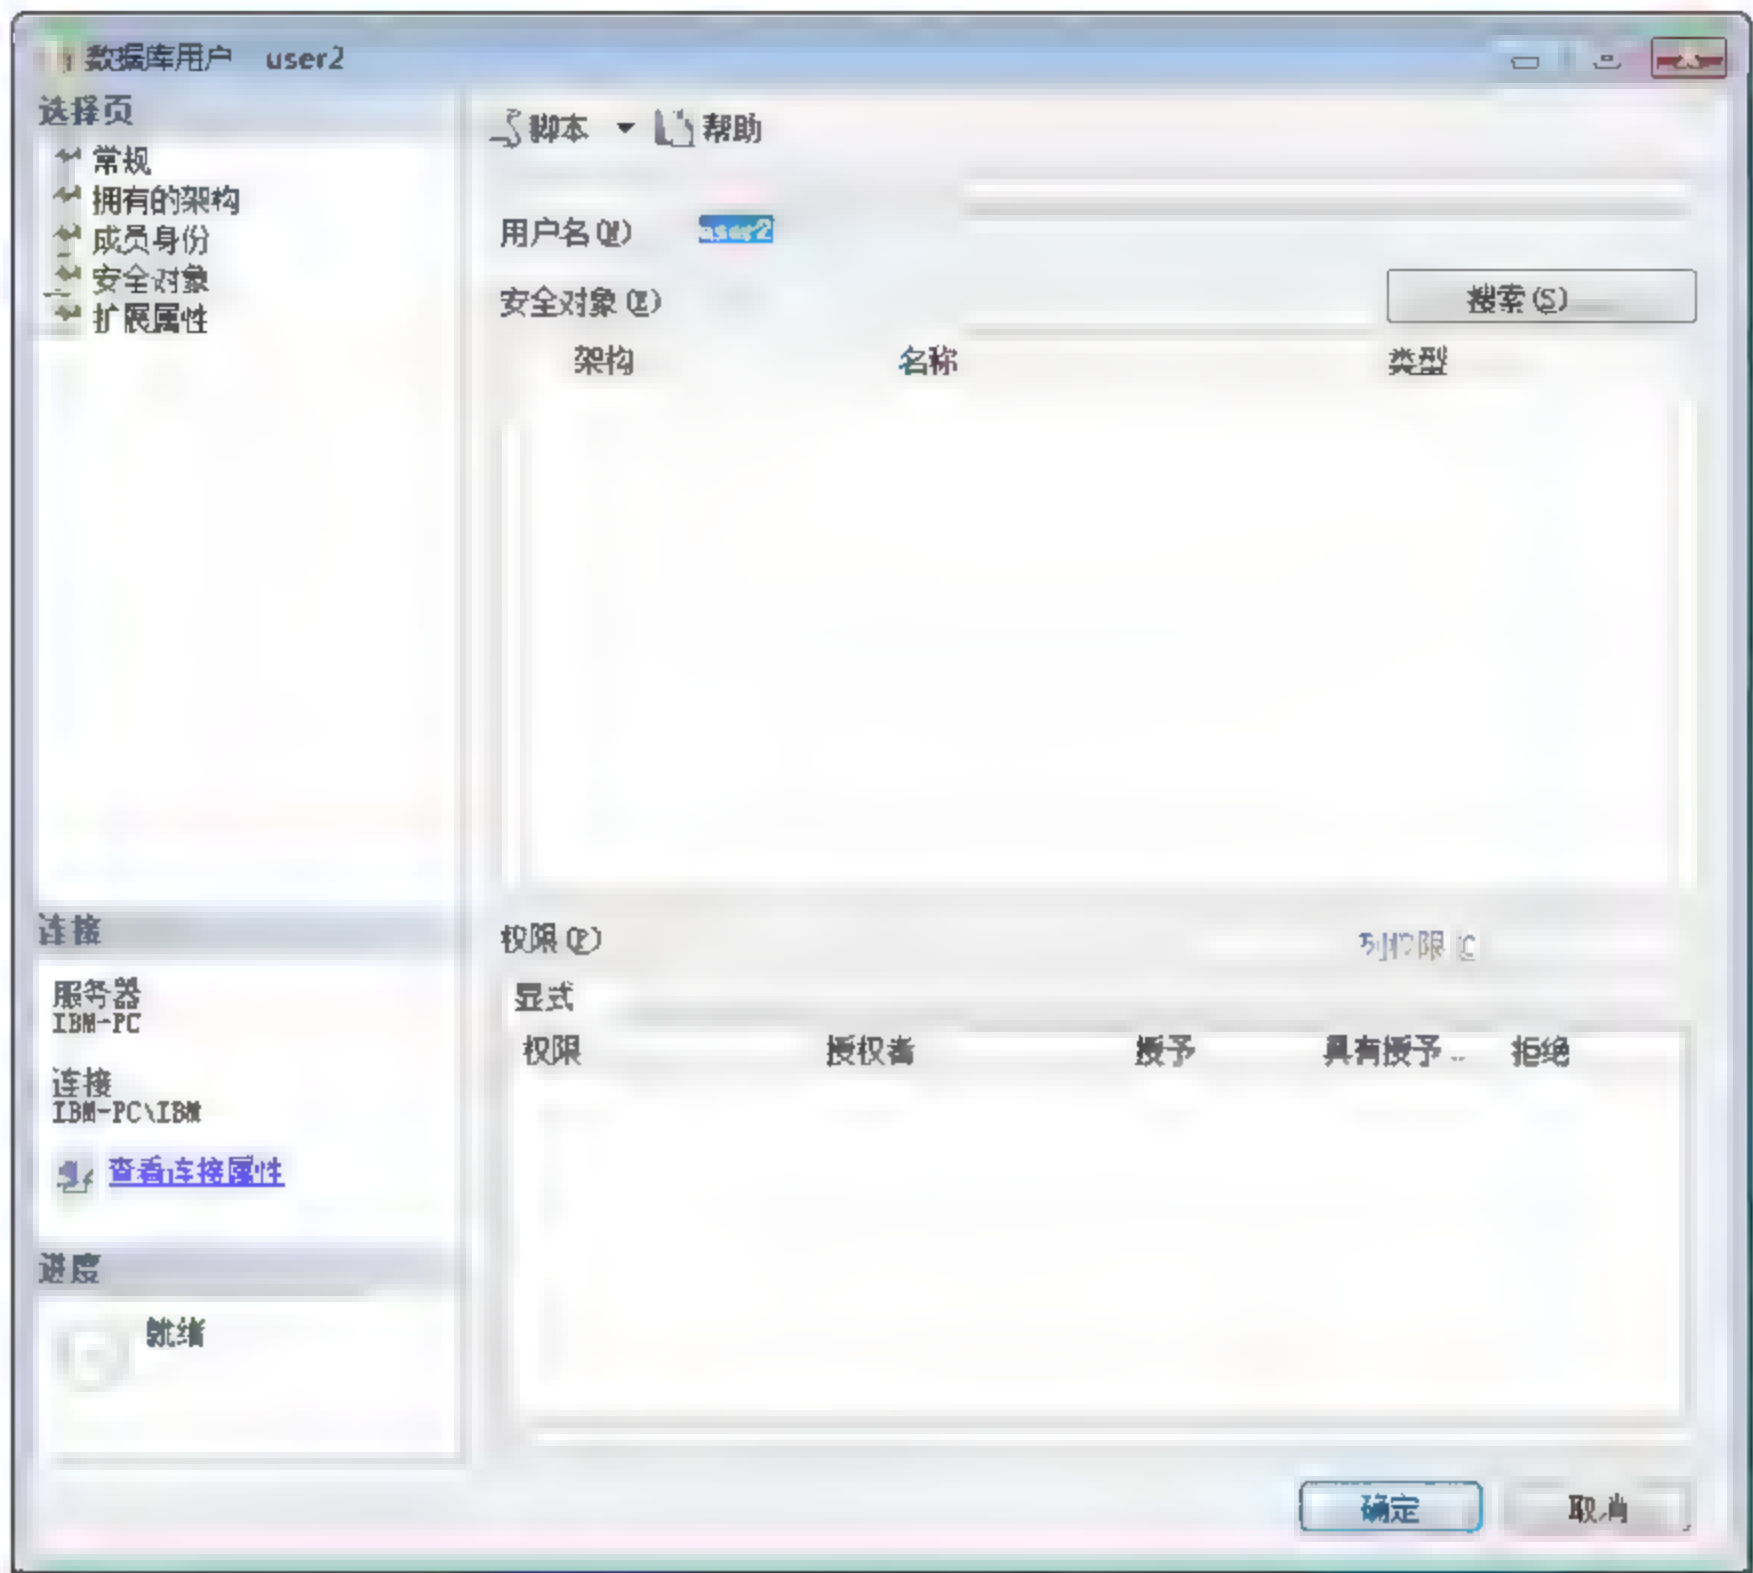 数据库用户 user2
选择页
常规
拥有的架构
成员身份
安全对象
扩展属性
脚本 帮助
用户名(N) user2
安全对象(E) 搜索(S)
架构 名称 类型
连接
服务器
IBM-PC
连接
IBM-PC\IBM
查看连接属性
进度
就绪
权限(P) 列权限(C
显式
权限 授权者 授予 具有授予... 拒绝
确定 取消